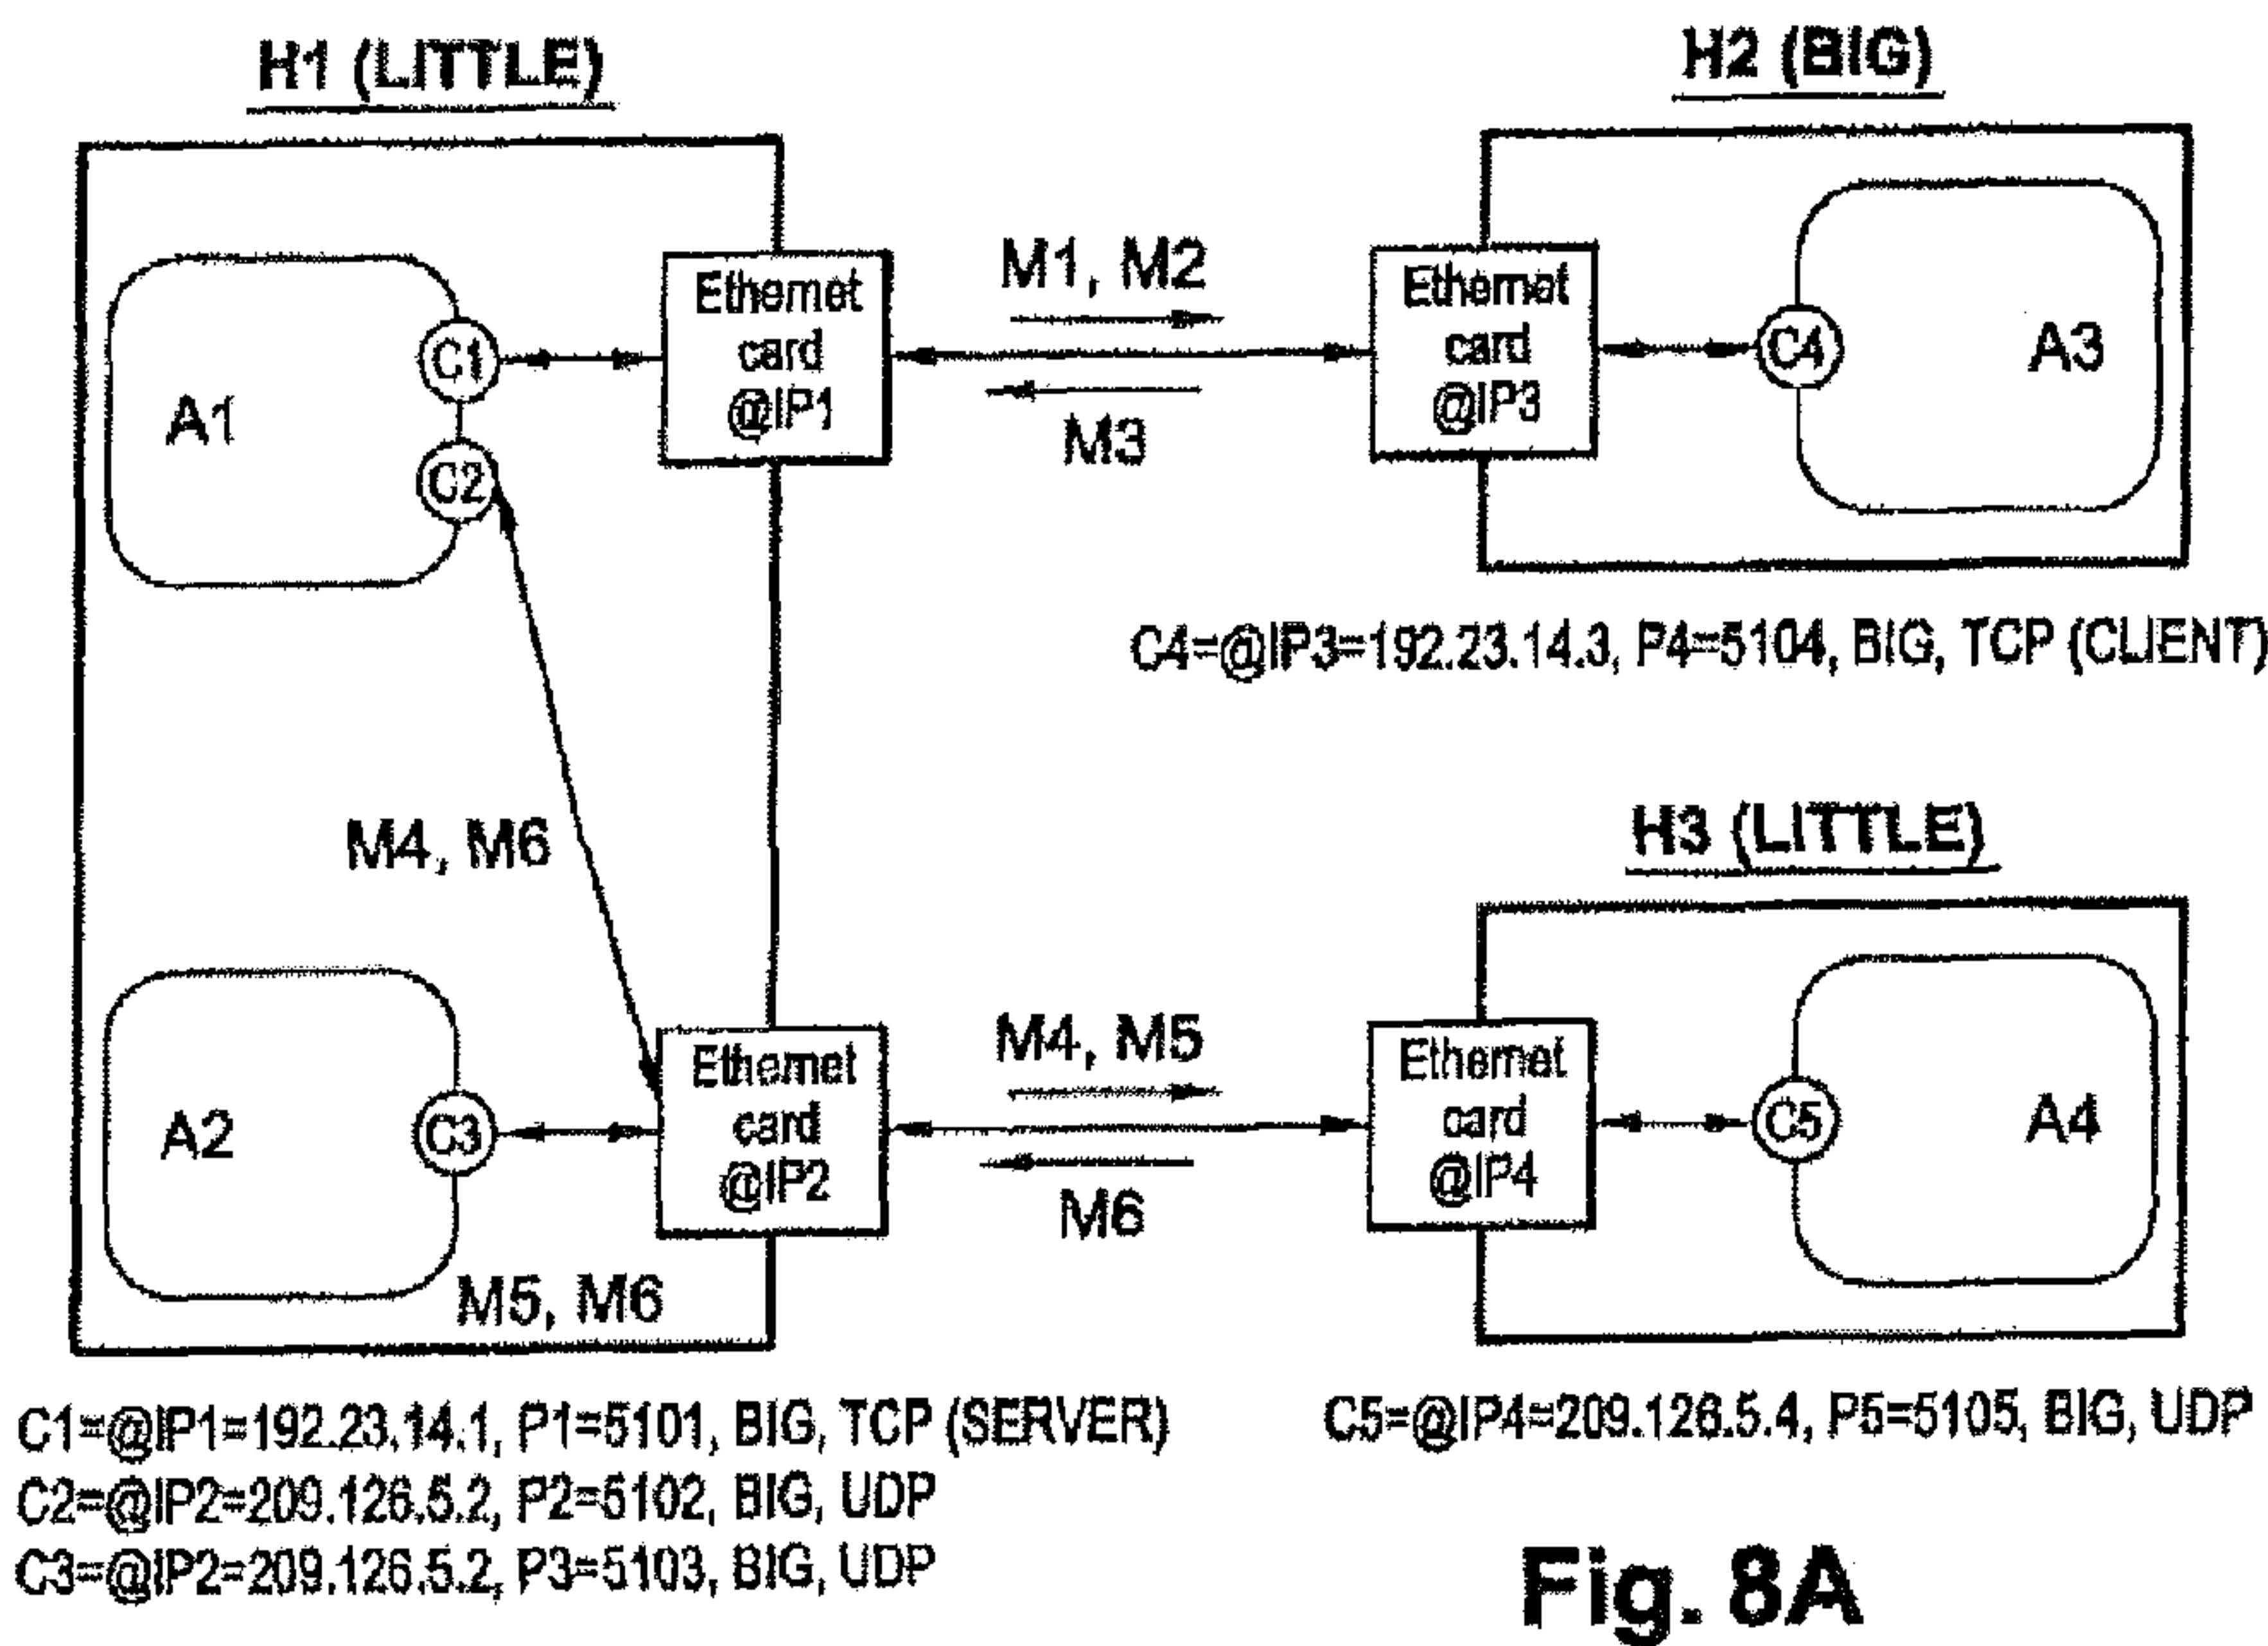 H1 (LITTLE)
H2 (BIG)
A1
C1
C2
Ethernet
card
@IP1
M1, M2
M3
Ethernet
card
@IP3
C4
A3
C4=@IP3=192.23.14.3, P4=5104, BIG, TCP (CLIENT)
M4, M6
H3 (LITTLE)
A2
C3
Ethernet
card
@IP2
M5, M6
M4, M5
M6
Ethernet
card
@IP4
C5
A4
C1=@IP1=192.23.14.1, P1=5101, BIG, TCP (SERVER)
C2=@IP2=209.126.5.2, P2=5102, BIG, UDP
C3=@IP2=209.126.5.2, P3=5103, BIG, UDP
C5=@IP4=209.126.5.4, P5=5105, BIG, UDP
Fig. 8A